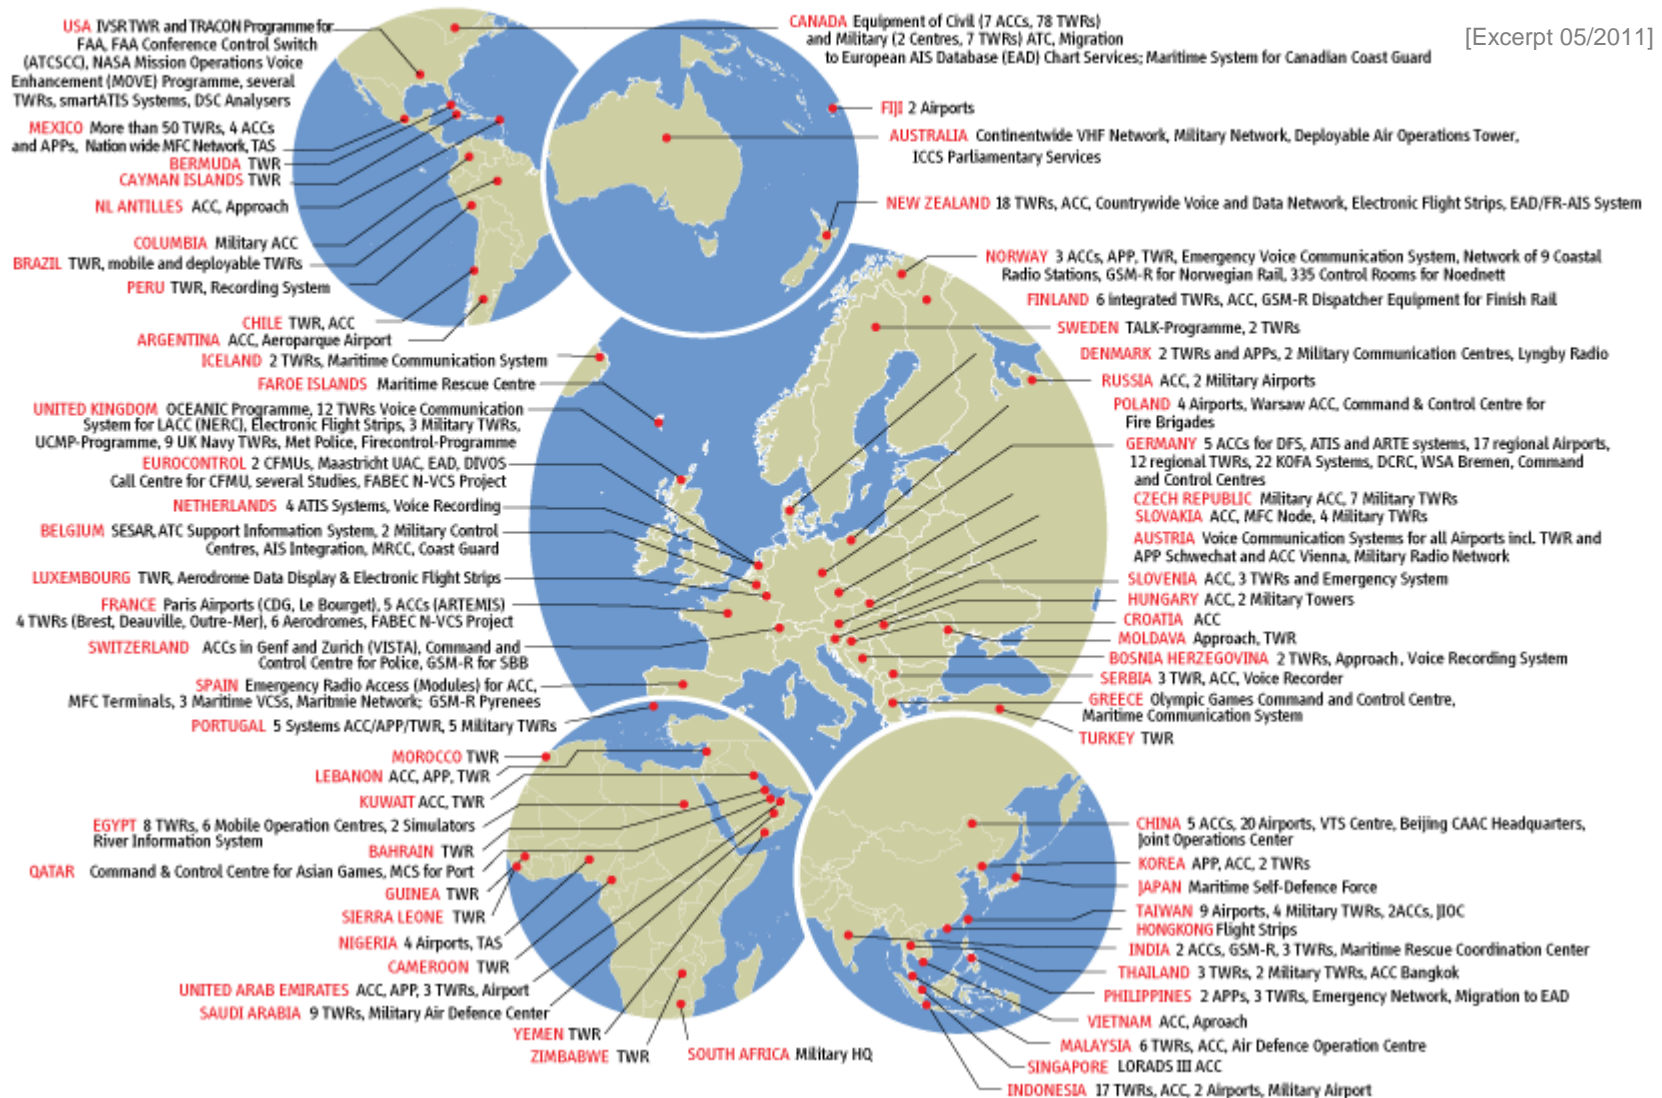 [Excerpt 05/2011]
USA IVSRTWR and TRACON Programme for
FAA, FAA Conference Control Switch
(ATCSCC), NASA Mission Operations Voice
Enhancement (MOVE) Programme, several
TWRs, smartATIS Systems, DSC Analysers
MEXICO More than 50 TWRs, 4 ACCs
and APPs, Nation wide MFC Network, TAS
BERMUDA TWR
CAYMAN ISLANDS TWR
NL ANTILLES ACC, Approach
COLUMBIA Military ACC
BRAZIL TWR, mobile and deployable TWRs
PERU TWR, Recording System
CHILE TWR, ACC
ARGENTINA ACC, Aeroparque Airport
ICELAND 2 TWRs, Maritime Communication System
FAROE ISLANDS Maritime Rescue Centre
UNITED KINGDOM OCEANIC Programme, 12 TWRs Voice Communication
System for LACC (NERC), Electronic Flight Strips, 3 Military TWRs,
UCMP-Programme, 9 UK Navy TWRs, Met Police, Firecontrol-Programme
EUROCONTROL 2 CFMUs, Maastricht UAC, EAD, DIVOS
Call Centre for CFMU, several Studies, FABEC N-VCS Project
NETHERLANDS 4 ATIS Systems, Voice Recording
BELGIUM SESAR, ATC Support Information System, 2 Military Control
Centres, AIS Integration, MRCC, Coast Guard
LUXEMBOURG TWR, Aerodrome Data Display & Electronic Flight Strips
FRANCE Paris Airports (CDG, Le Bourget), 5 ACCs (ARTEMIS)
4 TWRs (Brest, Deauville, Outre-Mer), 6 Aerodromes, FABEC N-VCS Project
SWITZERLAND ACCs in Genf and Zurich (VISTA), Command and
Control Centre for Police, GSM-R for SBB
SPAIN Emergency Radio Access (Modules) for ACC,
MFC Terminals, 3 Maritime VCSs, Maritmie Network; GSM-R Pyrenees
PORTUGAL 5 Systems ACC/APP/TWR, 5 Military TWRs
MOROCCO TWR
LEBANON ACC, APP, TWR
KUWAIT ACC, TWR
EGYPT 8 TWRs, 6 Mobile Operation Centres, 2 Simulators
River Information System
BAHRAIN TWR
QATAR Command & Control Centre for Asian Games, MCS for Port
GUINEA TWR
SIERRA LEONE TWR
NIGERIA 4 Airports, TAS
CAMEROON TWR
UNITED ARAB EMIRATES ACC, APP, 3 TWRs, Airport
SAUDI ARABIA 9 TWRs, Military Air Defence Center
YEMEN TWR
ZIMBABWE TWR
SOUTH AFRICA Military HQ
CANADA Equipment of Civil (7 ACCs, 78 TWRs)
and Military (2 Centres, 7 TWRs) ATC, Migration
to European AIS Database (EAD) Chart Services; Maritime System for Canadian Coast Guard
FIJI 2 Airports
AUSTRALIA Continentwide VHF Network, Military Network, Deployable Air Operations Tower,
ICCS Parliamentary Services
NEW ZEALAND 18 TWRs, ACC, Countrywide Voice and Data Network, Electronic Flight Strips, EAD/FR-AIS System
NORWAY 3 ACCs, APP, TWR, Emergency Voice Communication System, Network of 9 Coastal
Radio Stations, GSM-R for Norwegian Rail, 335 Control Rooms for Noednett
FINLAND 6 integrated TWRs, ACC, GSM-R Dispatcher Equipment for Finish Rail
SWEDEN TALK-Programme, 2 TWRs
DENMARK 2 TWRs and APPs, 2 Military Communication Centres, Lyngby Radio
RUSSIA ACC, 2 Military Airports
POLAND 4 Airports, Warsaw ACC, Command & Control Centre for
Fire Brigades
GERMANY 5 ACCs for DFS, ATIS and ARTE systems, 17 regional Airports,
12 regional TWRs, 22 KOFA Systems, DCRC, WSA Bremen, Command
and Control Centres
CZECH REPUBLIC Military ACC, 7 Military TWRs
SLOVAKIA ACC, MFC Node, 4 Military TWRs
AUSTRIA Voice Communication Systems for all Airports incl. TWR and
APP Schwechat and ACC Vienna, Military Radio Network
SLOVENIA ACC, 3 TWRs and Emergency System
HUNGARY ACC, 2 Military Towers
CROATIA ACC
MOLDAVA Approach, TWR
BOSNIA HERZEGOVINA 2 TWRs, Approach, Voice Recording System
SERBIA 3 TWR, ACC, Voice Recorder
GREECE Olympic Games Command and Control Centre,
Maritime Communication System
TURKEY TWR
CHINA 5 ACCs, 20 Airports, VTS Centre, Beijing CAAC Headquarters,
Joint Operations Center
KOREA APP, ACC, 2 TWRs
JAPAN Maritime Self-Defence Force
TAIWAN 9 Airports, 4 Military TWRs, 2ACCs, JIOC
HONGKONG Flight Strips
INDIA 2 ACCs, GSM-R, 3 TWRs, Maritime Rescue Coordination Center
THAILAND 3 TWRs, 2 Military TWRs, ACC Bangkok
PHILIPPINES 2 APPs, 3 TWRs, Emergency Network, Migration to EAD
VIETNAM ACC, Aproach
MALAYSIA 6 TWRs, ACC, Air Defence Operation Centre
SINGAPORE LORADS III ACC
INDONESIA 17 TWRs, ACC, 2 Airports, Military Airport